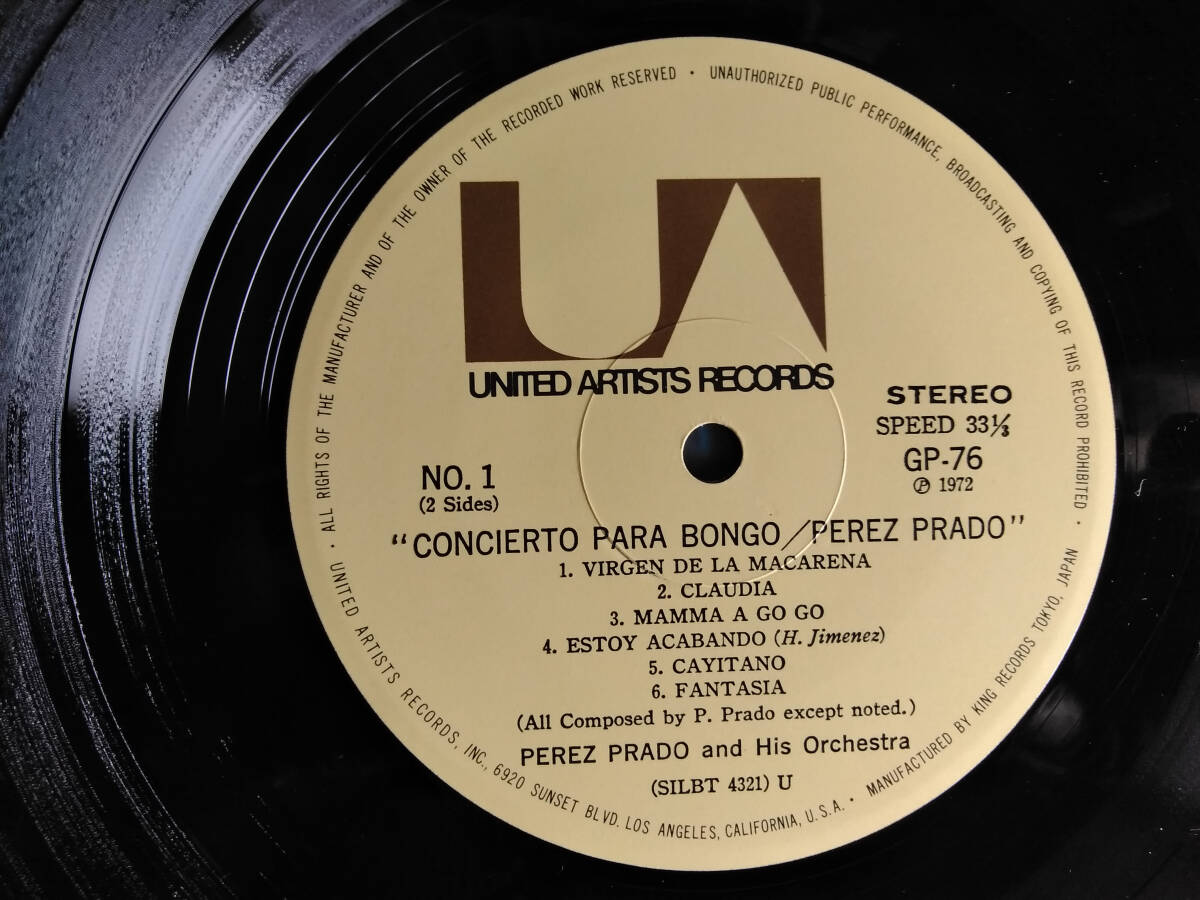 UNITED ARTISTS RECORDS, INC., 6920 SUNSET BLVD. LOS ANGELES, CALIFORNIA, U.S.A. • MANUFACTURED BY KING RECORDS TOKYO, JAPAN
UNITED • ALL RIGHTS OF THE MANUFACTURER AND OF THE OWNER OF THE RECORDED WORK RESERVED • UNAUTHORIZED PUBLIC PERFORMANCE, BROADCASTING AND COPYING OF THIS RECORD PROHIBITED •
UA
UNITED ARTISTS RECORDS
STEREO
SPEED 33⅓
GP-76
℗ 1972
NO. 1
(2 Sides)
"CONCIERTO PARA BONGO/PEREZ PRADO"
1. VIRGEN DE LA MACARENA
2. CLAUDIA
3. MAMMA A GO GO
4. ESTOY ACABANDO (H. Jimenez)
5. CAYITANO
6. FANTASIA
(All Composed by P. Prado except noted.)
PEREZ PRADO and His Orchestra
(SILBT 4321) U